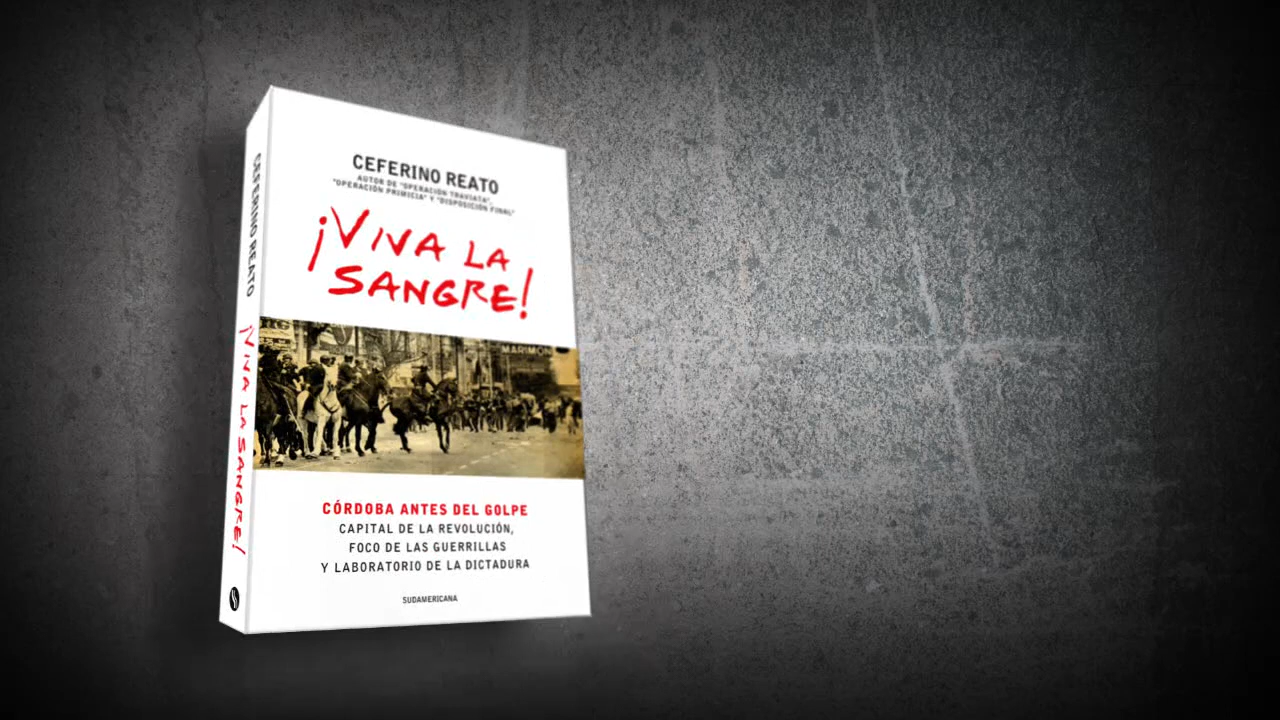 CEFERINO REATO
AUTOR DE "OPERACIÓN TRAVIATA",
"OPERACIÓN PRIMICIA" Y "DISPOSICIÓN FINAL"
¡VIVA LA
SANGRE!
MARIMON
CÓRDOBA ANTES DEL GOLPE
CAPITAL DE LA REVOLUCIÓN,
FOCO DE LAS GUERRILLAS
Y LABORATORIO DE LA DICTADURA
SUDAMERICANA
CEFERINO REATO ¡VIVA LA SANGRE!